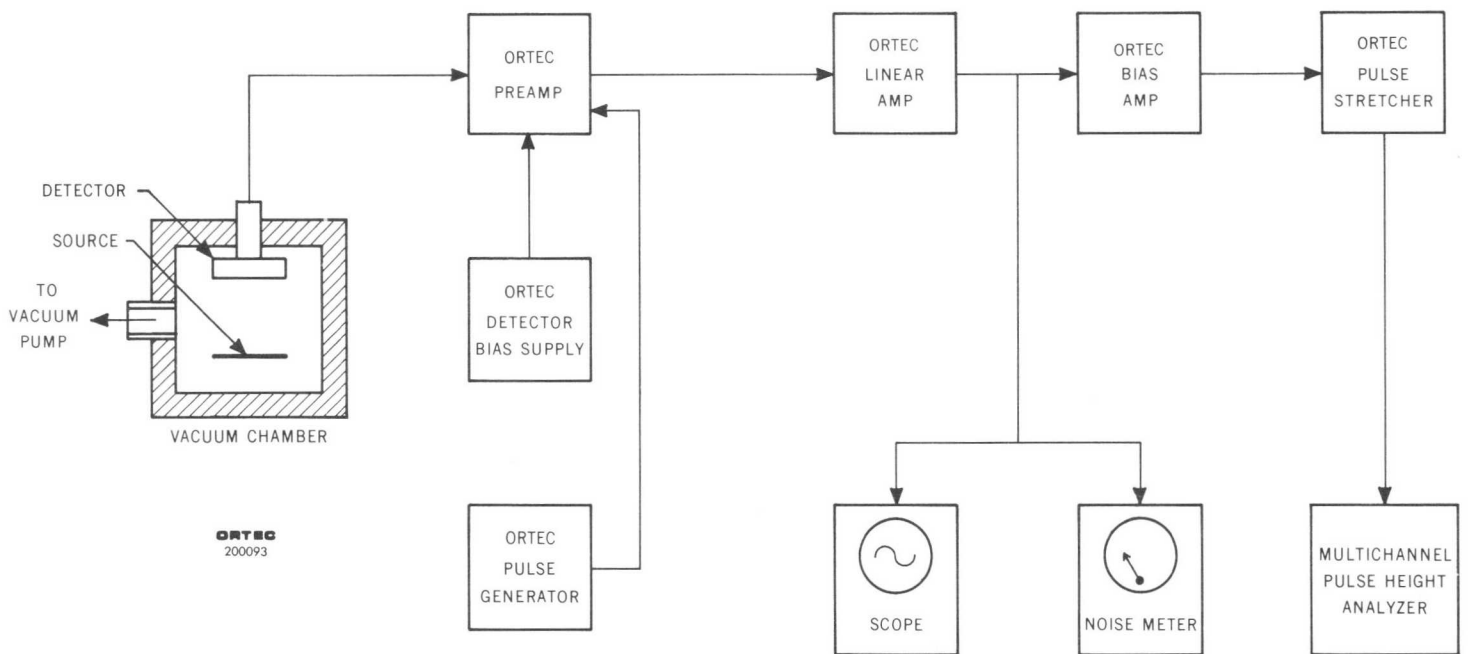 ORTEC
PREAMP
ORTEC
LINEAR
AMP
ORTEC
BIAS
AMP
ORTEC
PULSE
STRETCHER
DETECTOR
SOURCE
TO
VACUUM
PUMP
VACUUM CHAMBER
ORTEC
DETECTOR
BIAS SUPPLY
ORTEC
200093
ORTEC
PULSE
GENERATOR
SCOPE
NOISE METER
MULTICHANNEL
PULSE HEIGHT
ANALYZER